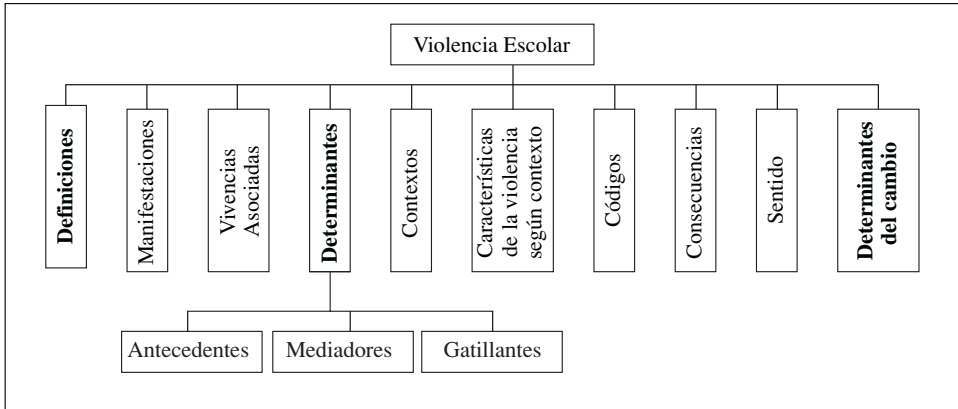 Violencia Escolar
Definiciones
Manifestaciones
Vivencias
Asociadas
Determinantes
Contextos
Características
de la violencia
según contexto
Códigos
Consecuencias
Sentido
Determinantes
del cambio
Antecedentes
Mediadores
Gatillantes